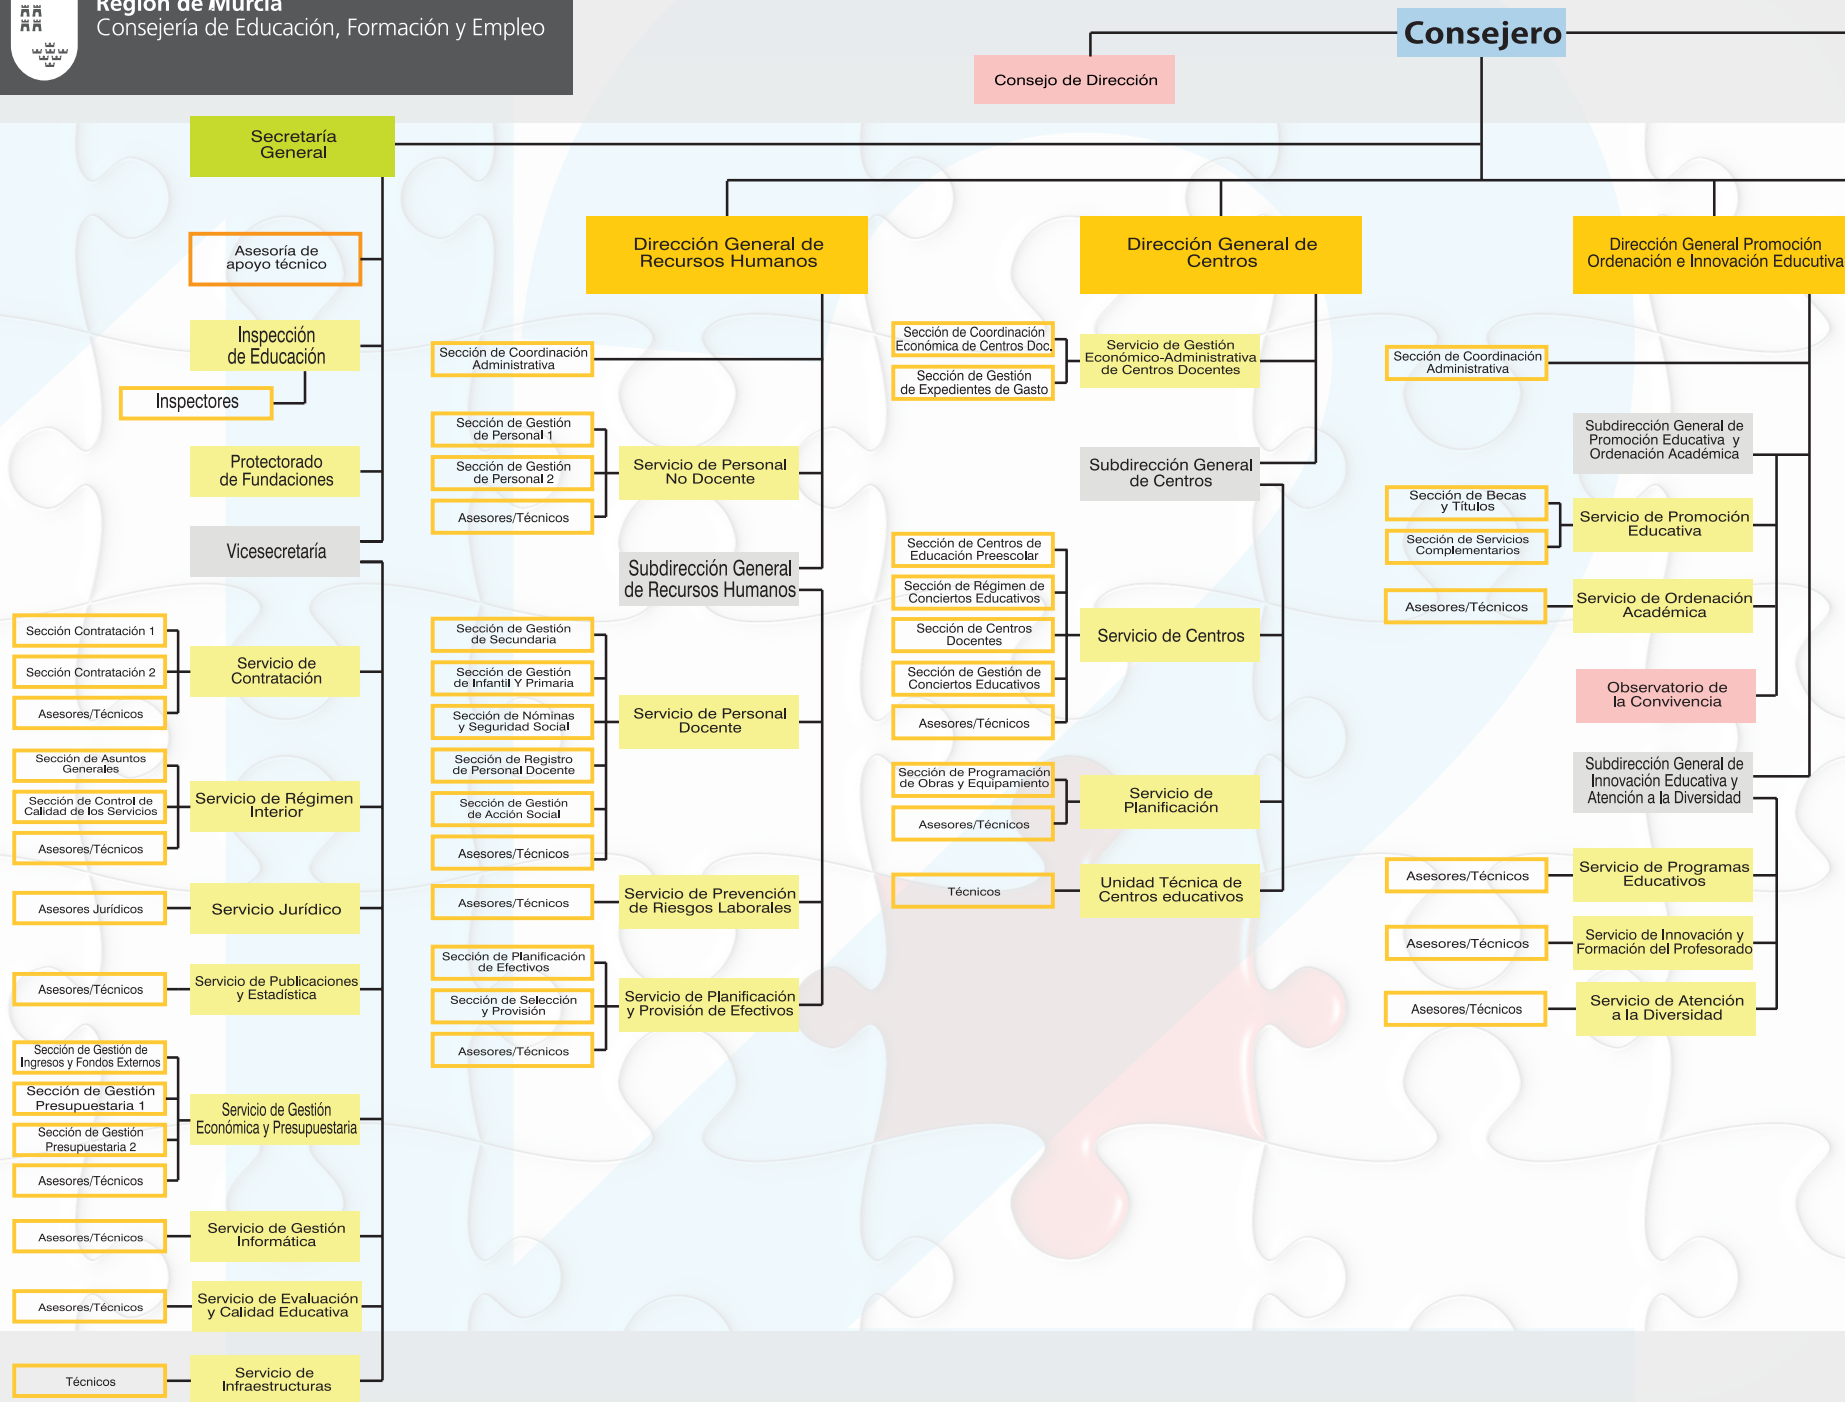 Región de Murcia
Consejería de Educación, Formación y Empleo
Consejero
Consejo de Dirección
Secretaría
General
Asesoría de
apoyo técnico
Inspección
de Educación
Inspectores
Protectorado
de Fundaciones
Vicesecretaría
Sección Contratación 1
Sección Contratación 2
Asesores/Técnicos
Servicio de
Contratación
Sección de Asuntos
Generales
Sección de Control de
Calidad de los Servicios
Asesores/Técnicos
Servicio de Régimen
Interior
Asesores Jurídicos
Servicio Jurídico
Asesores/Técnicos
Servicio de Publicaciones
y Estadística
Sección de Gestión de
Ingresos y Fondos Externos
Sección de Gestión
Presupuestaria 1
Sección de Gestión
Presupuestaria 2
Asesores/Técnicos
Servicio de Gestión
Económica y Presupuestaria
Asesores/Técnicos
Servicio de Gestión
Informática
Asesores/Técnicos
Servicio de Evaluación
y Calidad Educativa
Técnicos
Servicio de
Infraestructuras
Dirección General de
Recursos Humanos
Sección de Coordinación
Administrativa
Sección de Gestión
de Personal 1
Sección de Gestión
de Personal 2
Asesores/Técnicos
Servicio de Personal
No Docente
Subdirección General
de Recursos Humanos
Sección de Gestión
de Secundaria
Sección de Gestión
de Infantil Y Primaria
Sección de Nóminas
y Seguridad Social
Sección de Registro
de Personal Docente
Sección de Gestión
de Acción Social
Asesores/Técnicos
Servicio de Personal
Docente
Asesores/Técnicos
Servicio de Prevención
de Riesgos Laborales
Sección de Planificación
de Efectivos
Sección de Selección
y Provisión
Asesores/Técnicos
Servicio de Planificación
y Provisión de Efectivos
Dirección General de
Centros
Sección de Coordinación
Económica de Centros Doc.
Sección de Gestión
de Expedientes de Gasto
Servicio de Gestión
Económico-Administrativa
de Centros Docentes
Subdirección General
de Centros
Sección de Centros de
Educación Preescolar
Sección de Régimen de
Conciertos Educativos
Sección de Centros
Docentes
Sección de Gestión de
Conciertos Educativos
Asesores/Técnicos
Servicio de Centros
Sección de Programación
de Obras y Equipamiento
Asesores/Técnicos
Servicio de
Planificación
Técnicos
Unidad Técnica de
Centros educativos
Dirección General Promoción
Ordenación e Innovación Educutiva
Sección de Coordinación
Administrativa
Subdirección General de
Promoción Educativa y
Ordenación Académica
Sección de Becas
y Títulos
Sección de Servicios
Complementarios
Servicio de Promoción
Educativa
Asesores/Técnicos
Servicio de Ordenación
Académica
Observatorio de
la Convivencia
Subdirección General de
Innovación Educativa y
Atención a la Diversidad
Asesores/Técnicos
Servicio de Programas
Educativos
Asesores/Técnicos
Servicio de Innovación y
Formación del Profesorado
Asesores/Técnicos
Servicio de Atención
a la Diversidad